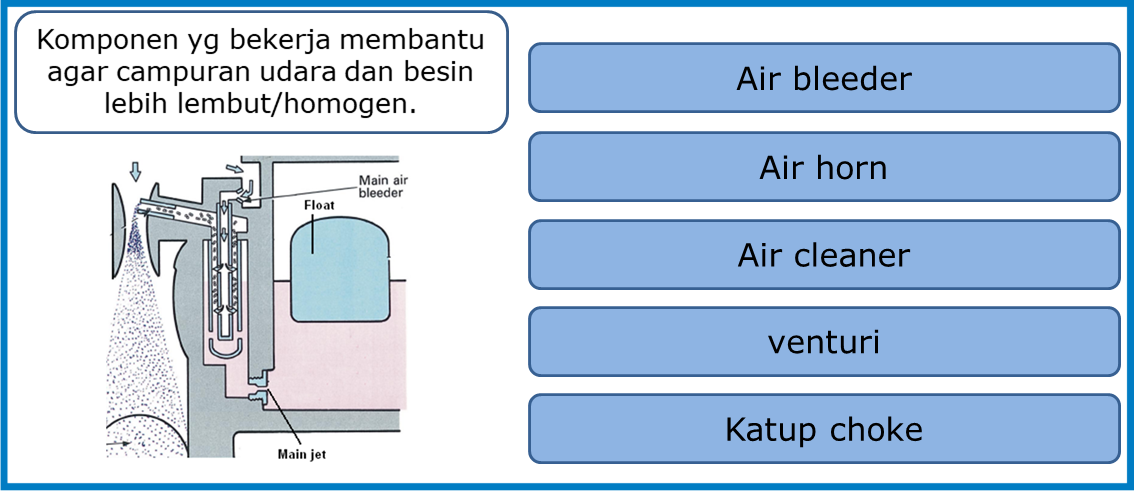 Komponen yg bekerja membantu
agar campuran udara dan besin
lebih lembut/homogen.
Main air
bleeder
Float
Main jet
Air bleeder
Air horn
Air cleaner
venturi
Katup choke